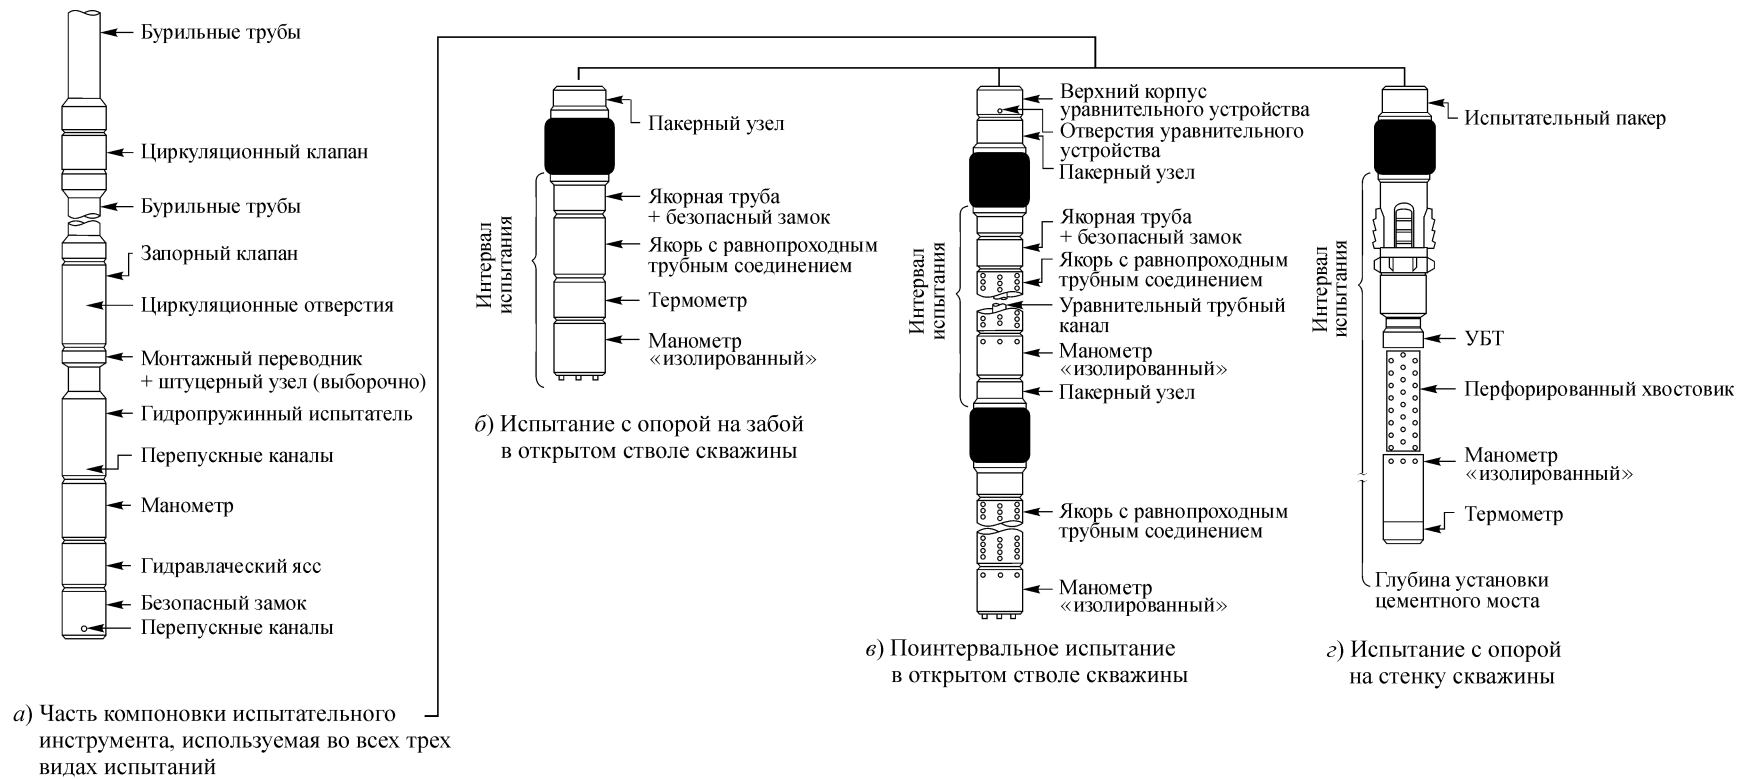 Бурильные трубы
Циркуляционный клапан
Бурильные трубы
Запорный клапан
Циркуляционные отверстия
Монтажный переводник
+ штуцерный узел (выборочно)
Гидропружинный испытатель
Перепускные каналы
Манометр
Гидравлаческий ясс
Безопасный замок
Перепускные каналы
а) Часть компоновки испытательного
инструмента, используемая во всех трех
видах испытаний
Пакерный узел
Якорная труба
+ безопасный замок
Якорь с равнопроходным
трубным соединением
Термометр
Манометр
«изолированный»
Интервал
испытания
б) Испытание с опорой на забой
в открытом стволе скважины
Верхний корпус
уравнительного устройства
Отверстия уравнительного
устройства
Пакерный узел
Якорная труба
+ безопасный замок
Якорь с равнопроходным
трубным соединением
Уравнительный трубный
канал
Манометр
«изолированный»
Пакерный узел
Интервал
испытания
Якорь с равнопроходным
трубным соединением
Манометр
«изолированный»
в) Поинтервальное испытание
в открытом стволе скважины
Испытательный пакер
Интервал
испытания
УБТ
Перфорированный хвостовик
Манометр
«изолированный»
Термометр
Глубина установки
цементного моста
г) Испытание с опорой
на стенку скважины